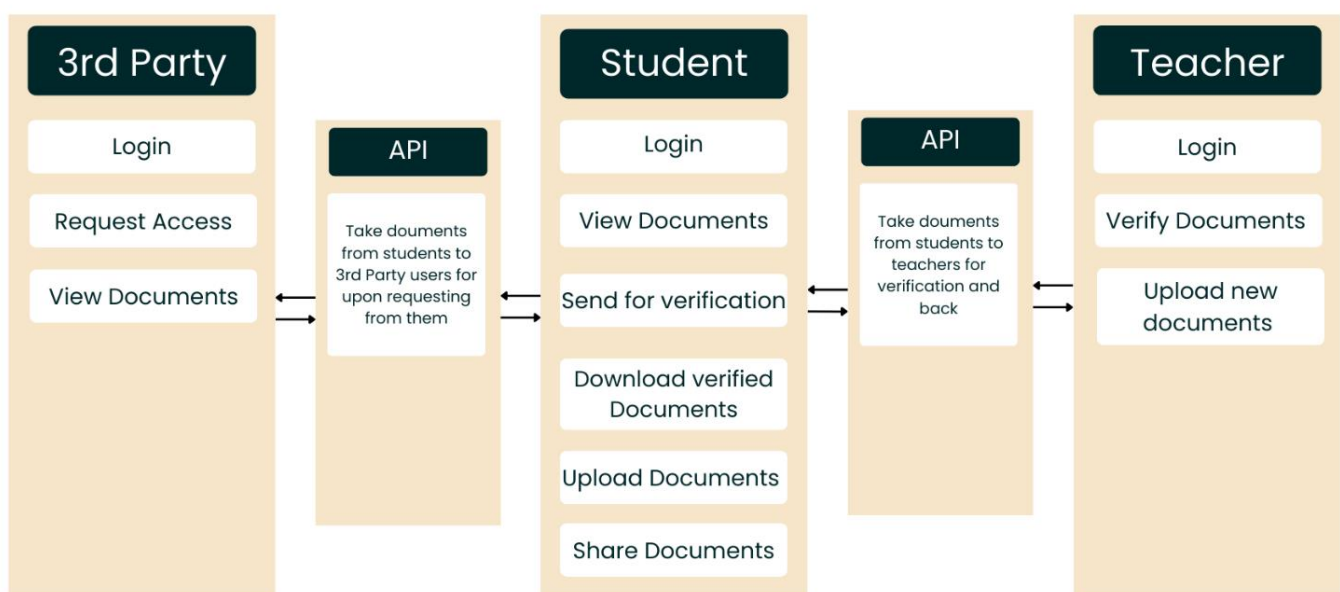 3rd Party
Login
Request Access
View Documents
API
Take douments
from students to
3rd Party users for
upon requesting
from them
Student
Login
View Documents
Send for verification
Download verified
Documents
Upload Documents
Share Documents
API
Take douments
from students to
teachers for
verification and
back
Teacher
Login
Verify Documents
Upload new
documents